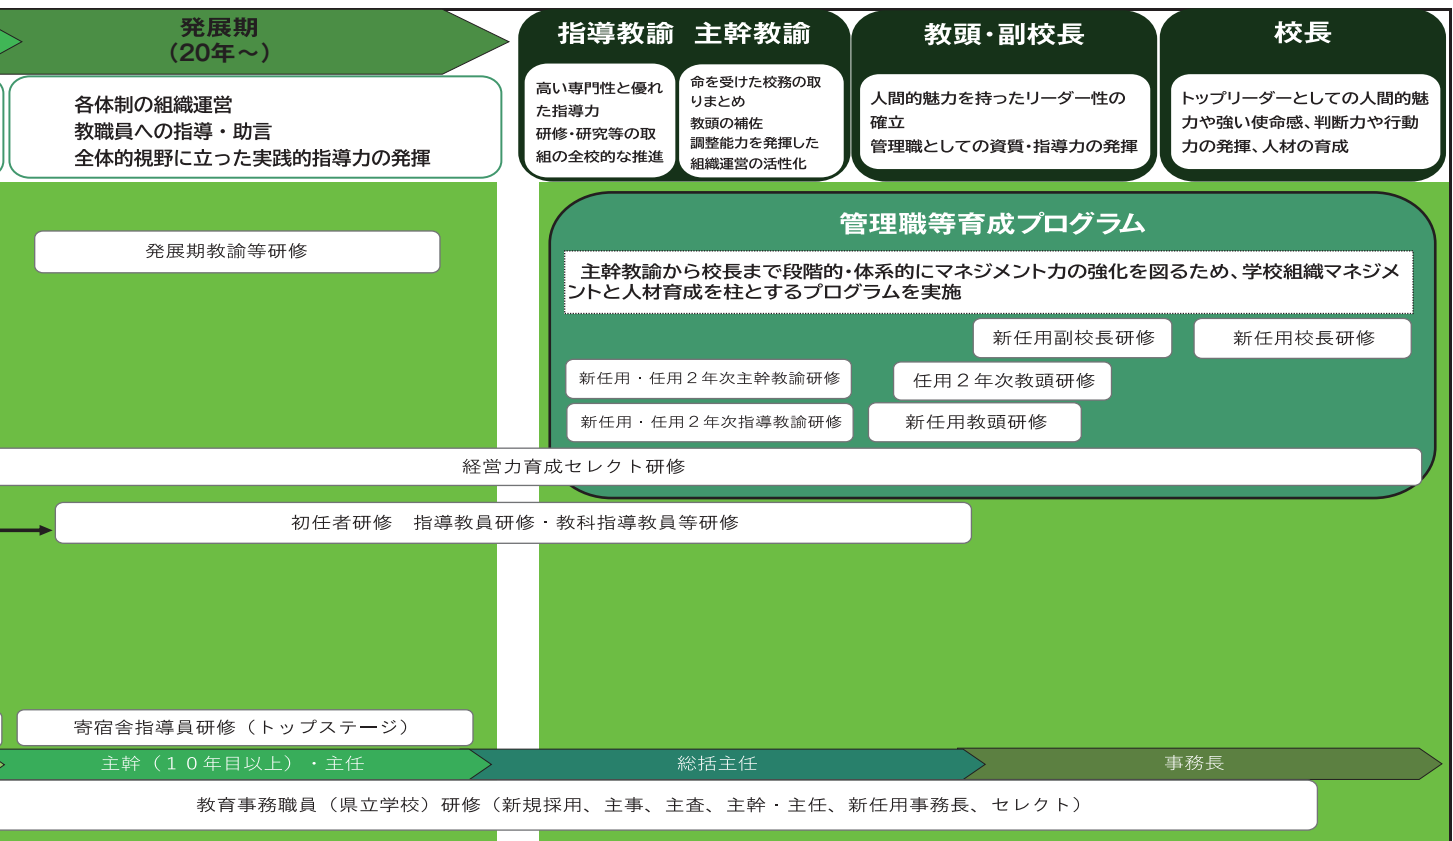 発展期
（20年～）
指導教諭 主幹教諭
教頭・副校長
校長
各体制の組織運営
教職員への指導・助言
全体的視野に立った実践的指導力の発揮
高い専門性と優れ
た指導力
研修・研究等の取
組の全校的な推進
命を受けた校務の取
りまとめ
教頭の補佐
調整能力を発揮した
組織運営の活性化
人間的魅力を持ったリーダー性の
確立
管理職としての資質・指導力の発揮
トップリーダーとしての人間的魅
力や強い使命感、判断力や行動
力の発揮、人材の育成
発展期教諭等研修
管理職等育成プログラム
主幹教諭から校長まで段階的・体系的にマネジメント力の強化を図るため、学校組織マネジメ
ントと人材育成を柱とするプログラムを実施
新任用副校長研修
新任用校長研修
新任用・任用２年次主幹教諭研修
任用２年次教頭研修
新任用・任用２年次指導教諭研修
新任用教頭研修
経営力育成セレクト研修
初任者研修　指導教員研修・教科指導教員等研修
寄宿舎指導員研修（トップステージ）
主幹（１０年目以上）・主任
総括主任
事務長
教育事務職員（県立学校）研修（新規採用、主事、主査、主幹・主任、新任用事務長、セレクト）